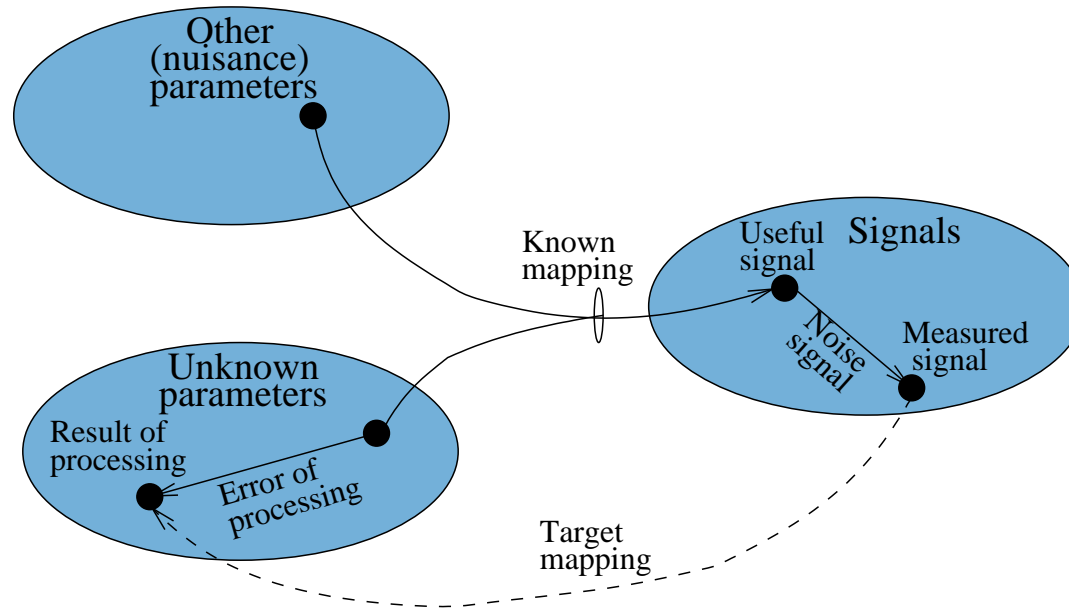 Other
(nuisance)
parameters
Known
mapping
Useful
signal
Signals
Noise
signal
Measured
signal
Unknown
parameters
Result of
processing
Error of
processing
Target
mapping